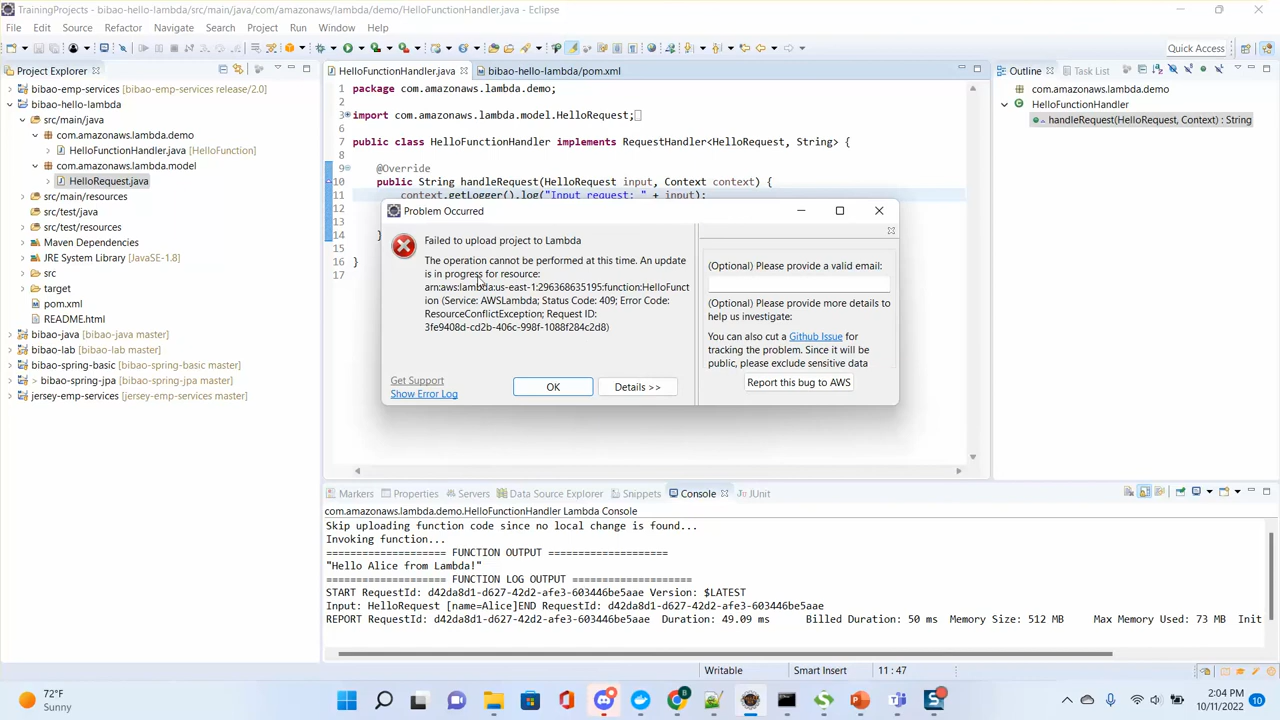 TrainingProjects - bibao-hello-lambda/src/main/java/com/amazonaws/lambda/demo/HelloFunctionHandler.java - Eclipse
File Edit Source Refactor Navigate Search Project Run Window Help
Quick Access
Project Explorer
bibao-emp-services [bibao-emp-services release/2.0]
bibao-hello-lambda
src/main/java
com.amazonaws.lambda.demo
HelloFunctionHandler.java [HelloFunction]
com.amazonaws.lambda.model
HelloRequest.java
src/main/resources
src/test/java
src/test/resources
Maven Dependencies
JRE System Library [JavaSE-1.8]
src
target
pom.xml
README.html
bibao-java [bibao-java master]
bibao-lab [bibao-lab master]
bibao-spring-basic [bibao-spring-basic master]
> bibao-spring-jpa [bibao-spring-jpa master]
jersey-emp-services [jersey-emp-services master]
HelloFunctionHandler.java
bibao-hello-lambda/pom.xml
1 package com.amazonaws.lambda.demo;
2
3 import com.amazonaws.lambda.model.HelloRequest;
6
7 public class HelloFunctionHandler implements RequestHandler<HelloRequest, String> {
8
9 @Override
10 public String handleRequest(HelloRequest input, Context context) {
11 context.getLogger().log("Input request: " + input);
12
13
14 }
15
16 }
17
Problem Occurred
Failed to upload project to Lambda
The operation cannot be performed at this time. An update
is in progress for resource:
arn:aws:lambda:us-east-1:296368635195:function:HelloFunct
ion (Service: AWSLambda; Status Code: 409; Error Code:
ResourceConflictException; Request ID:
3fe9408d-cd2b-406c-998f-1088f284c2d8)
Get Support
Show Error Log
OK
Details >>
(Optional) Please provide a valid email:
(Optional) Please provide more details to
help us investigate:
You can also cut a Github Issue for
tracking the problem. Since it will be
public, please exclude sensitive data
Report this bug to AWS
Outline
Task List
com.amazonaws.lambda.demo
HelloFunctionHandler
handleRequest(HelloRequest, Context) : String
Markers Properties Servers Data Source Explorer Snippets Console JUnit
com.amazonaws.lambda.demo.HelloFunctionHandler Lambda Console
Skip uploading function code since no local change is found...
Invoking function...
==================== FUNCTION OUTPUT ====================
"Hello Alice from Lambda!"
==================== FUNCTION LOG OUTPUT ====================
START RequestId: d42da8d1-d627-42d2-afe3-603446be5aae Version: $LATEST
Input: HelloRequest [name=Alice]END RequestId: d42da8d1-d627-42d2-afe3-603446be5aae
REPORT RequestId: d42da8d1-d627-42d2-afe3-603446be5aae Duration: 49.09 ms Billed Duration: 50 ms Memory Size: 512 MB Max Memory Used: 73 MB Init
Writable Smart Insert 11 : 47
72°F
Sunny
2:04 PM
10/11/2022